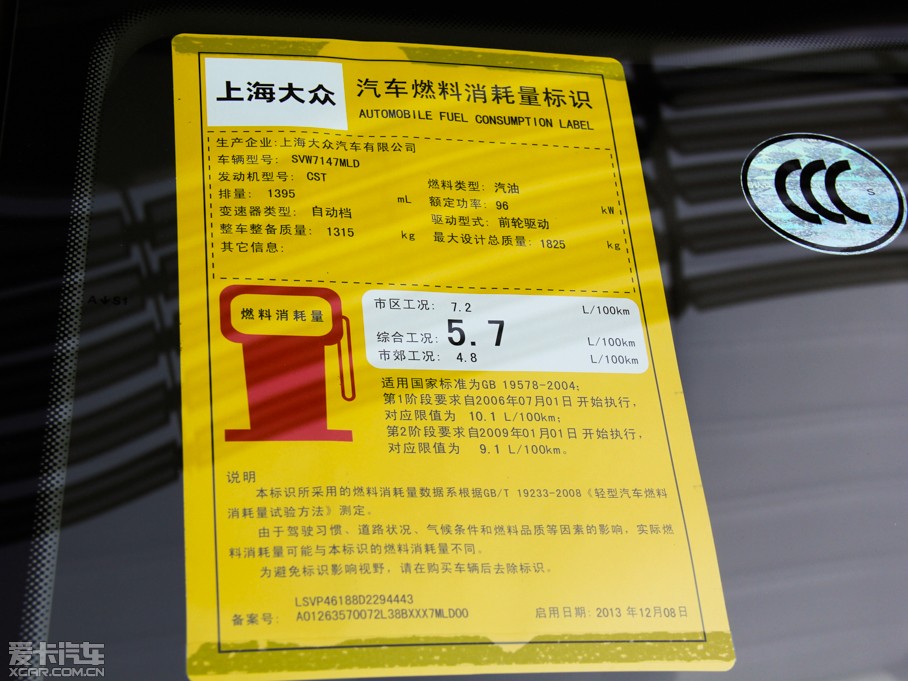 上海大众
汽车燃料消耗量标识
AUTOMOBILE FUEL CONSUMPTION LABEL
生产企业:上海大众汽车有限公司
车辆型号: SVW7147MLD
发动机型号: CST
燃料类型: 汽油
排量: 1395 mL
额定功率: 96 kW
变速器类型: 自动档
驱动型式: 前轮驱动
整车整备质量: 1315 kg
最大设计总质量: 1825 kg
其它信息:
燃料消耗量
市区工况: 7.2 L/100km
综合工况: 5.7 L/100km
市郊工况: 4.8 L/100km
适用国家标准为GB 19578-2004;
第1阶段要求自2006年07月01日 开始执行,
对应限值为 10.1 L/100km;
第2阶段要求自2009年01月01日 开始执行,
对应限值为 9.1 L/100km。
说明
本标识所采用的燃料消耗量数据系根据GB/T 19233-2008《轻型汽车燃料
消耗量试验方法》测定。
由于驾驶习惯、道路状况、气候条件和燃料品质等因素的影响, 实际燃
料消耗量可能与本标识的燃料消耗量不同。
为避免标识影响视野, 请在购买车辆后去除标识。
LSVP46188D2294443
备案号: A01263570072L38BXXX7MLD00
启用日期: 2013 年12月08日
CCC S
爱卡汽车
XCAR.COM.CN